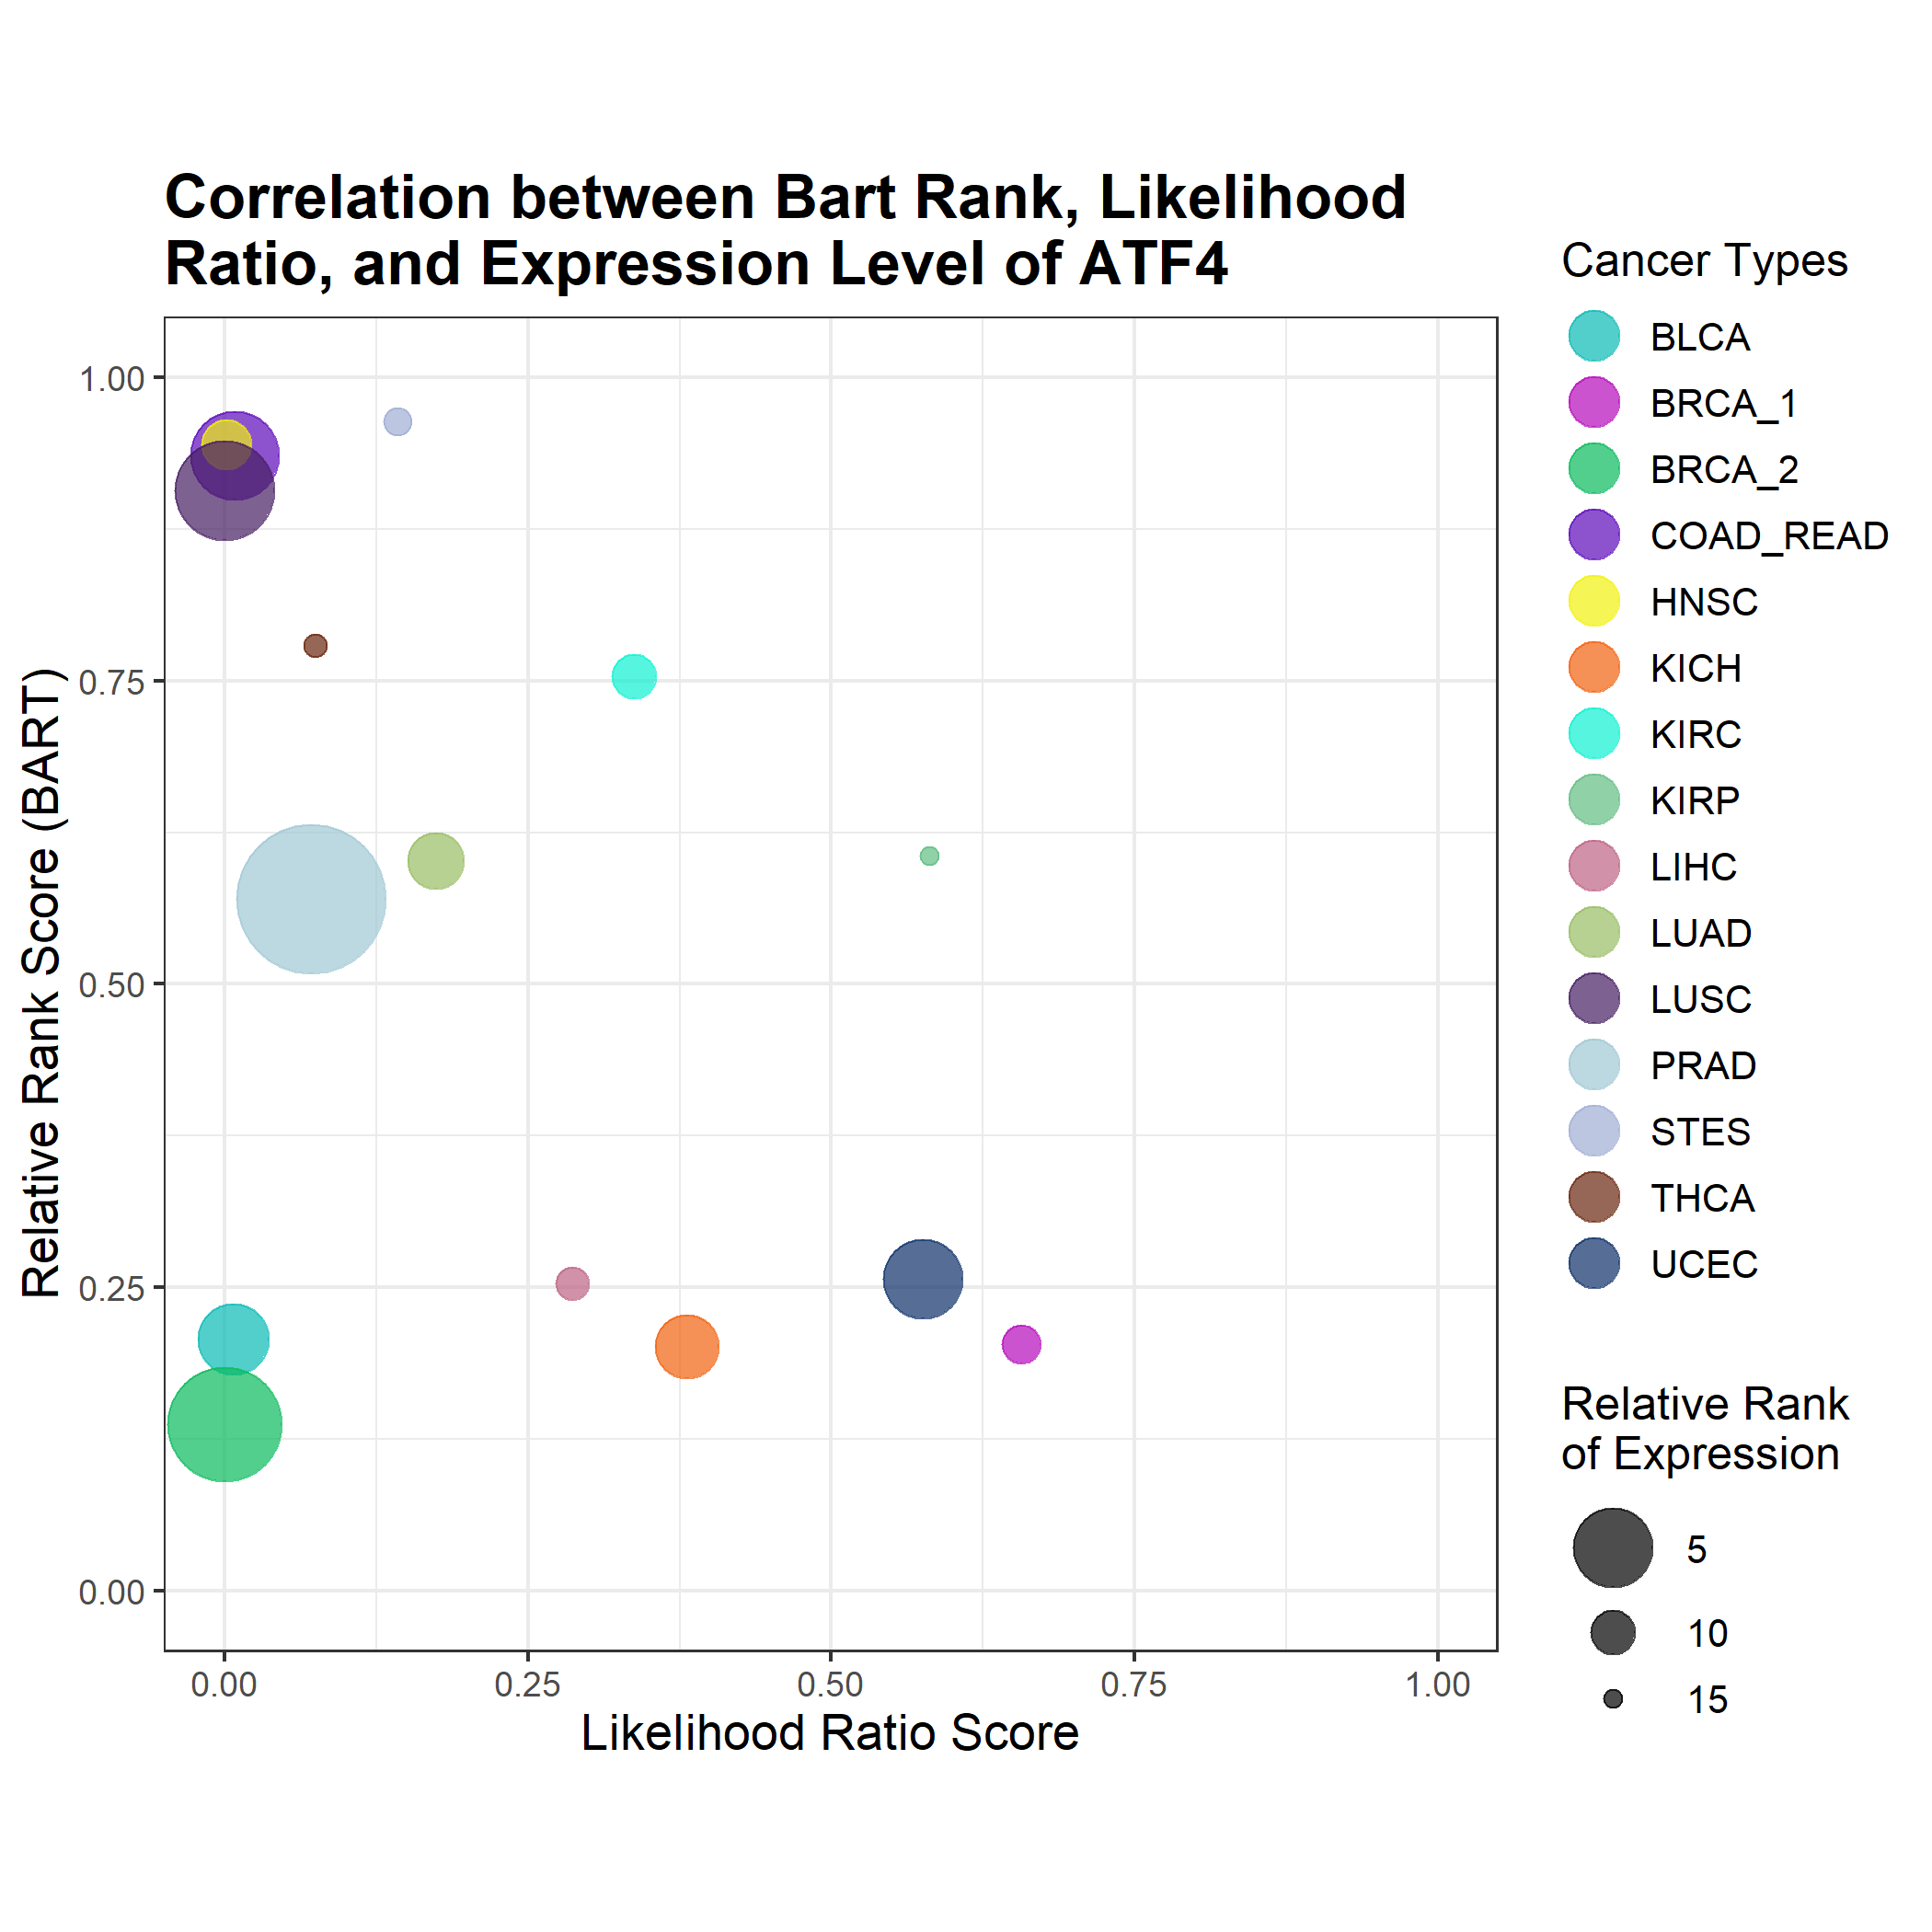 Correlation between Bart Rank, Likelihood
Ratio, and Expression Level of ATF4
Relative Rank Score (BART)
1.00
0.75
0.50
0.25
0.00
0.00
0.25
0.50
0.75
1.00
Likelihood Ratio Score
Cancer Types
BLCA
BRCA_1
BRCA_2
COAD_READ
HNSC
KICH
KIRC
KIRP
LIHC
LUAD
LUSC
PRAD
STES
THCA
UCEC
Relative Rank
of Expression
5
10
15